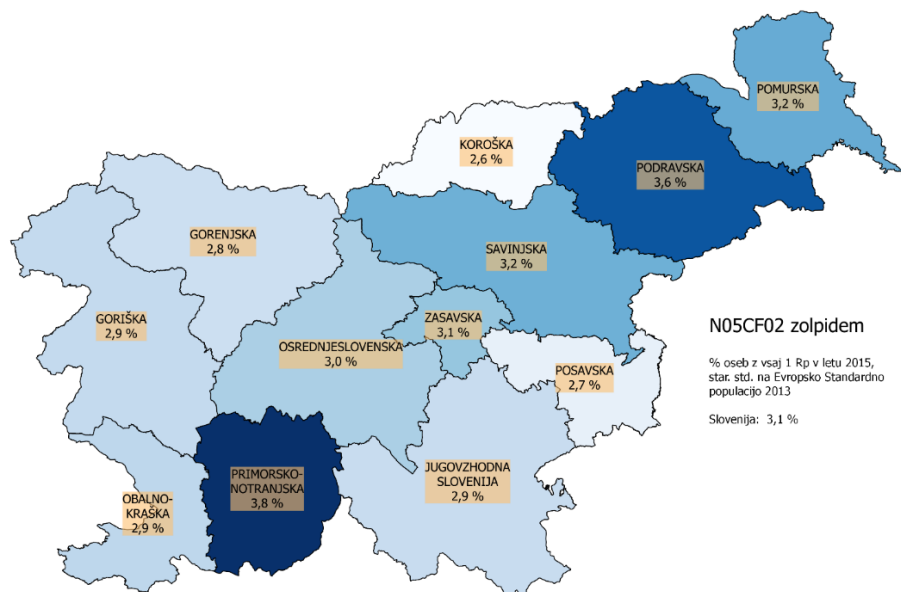 POMURSKA
3,2 %
KOROŠKA
2,6 %
PODRAVSKA
3,6 %
GORENJSKA
2,8 %
SAVINJSKA
3,2 %
GORIŠKA
2,9 %
ZASAVSKA
3,1 %
OSREDNJESLOVENSKA
3,0 %
POSAVSKA
2,7 %
N05CF02 zolpidem
% oseb z vsaj 1 Rp v letu 2015,
star. std. na Evropsko Standardno
populacijo 2013
Slovenija: 3,1 %
PRIMORSKO-
NOTRANJSKA
3,8 %
JUGOVZHODNA
SLOVENIJA
2,9 %
OBALNO-
KRAŠKA
2,9 %